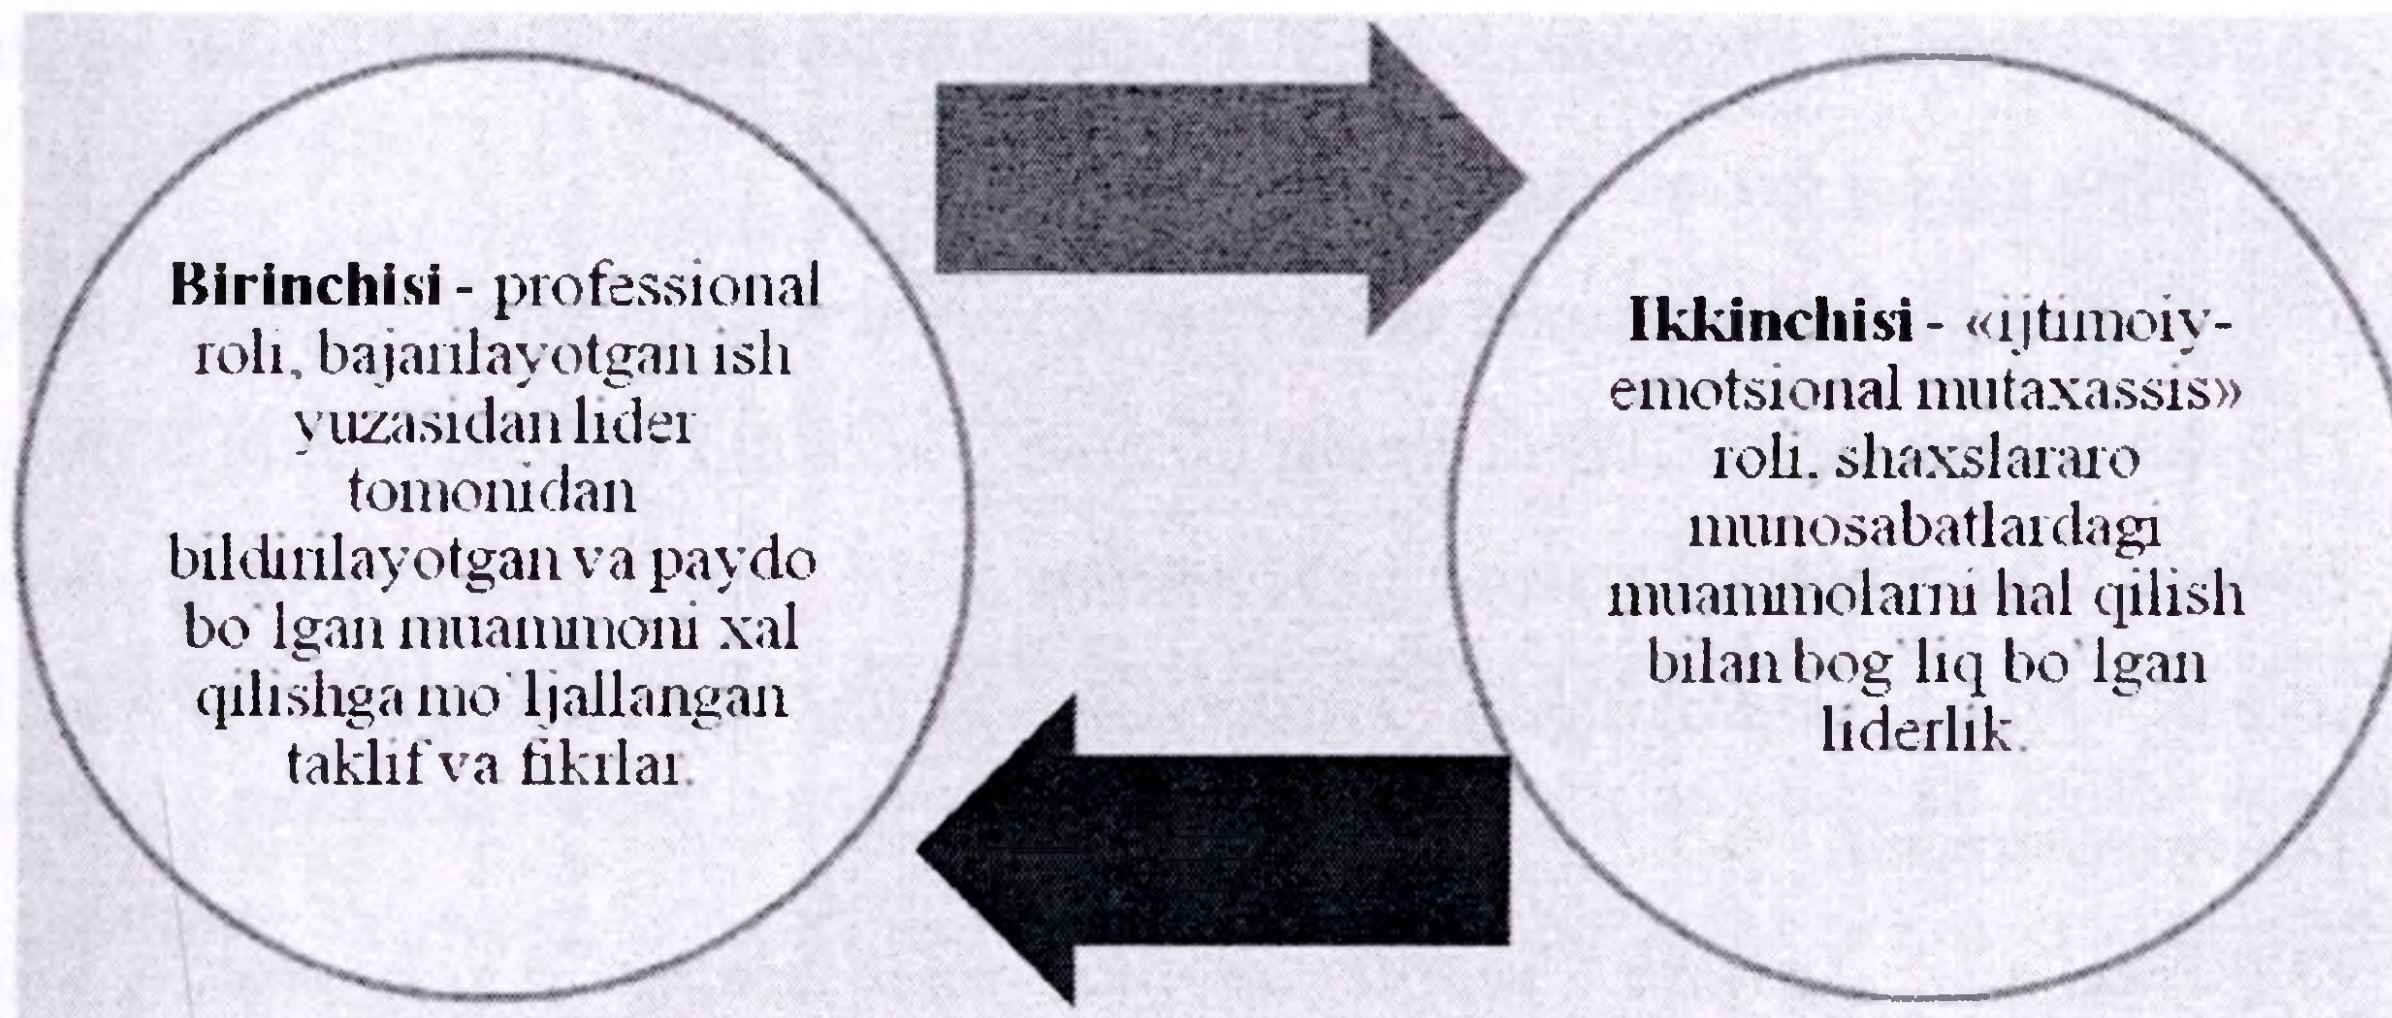 Birinchisi - professional
roli, bajarilayotgan ish
yuzasidan lider
tomonidan
bildirilayotgan va paydo
bo`lgan muammoni xal
qilishga mo`ljallangan
taklif va fikrlar.
Ikkinchisi - «ijtimoiy-
emotsional mutaxassis»
roli, shaxslararo
munosabatlardagi
muammolarni hal qilish
bilan bog`liq bo`lgan
liderlik.